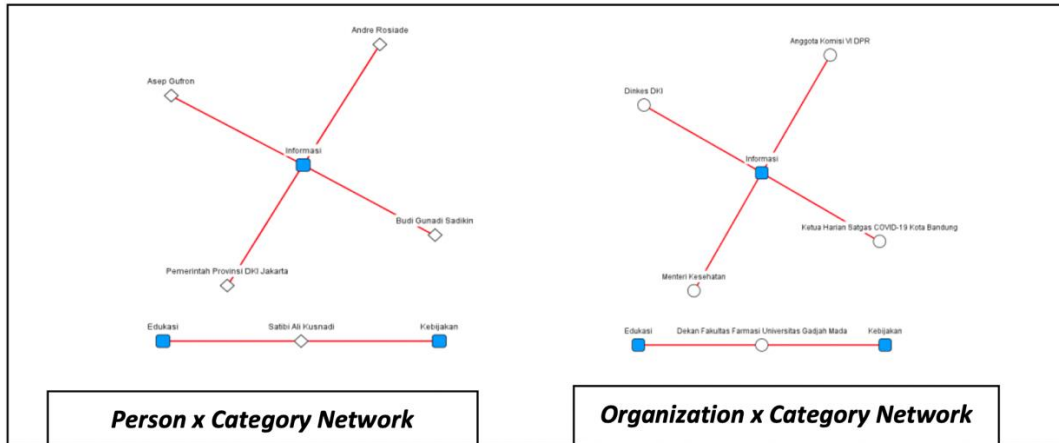 Andre Rosiade
Asep Gufron
Informasi
Budi Gunadi Sadikin
Pemerintah Provinsi DKI Jakarta
Edukasi
Satibi Ali Kusnadi
Kebijakan
Person x Category Network
Anggota Komisi VI DPR
Dinkes DKI
Informasi
Ketua Harian Satgas COVID-19 Kota Bandung
Menteri Kesehatan
Edukasi
Dekan Fakultas Farmasi Universitas Gadjah Mada
Kebijakan
Organization x Category Network